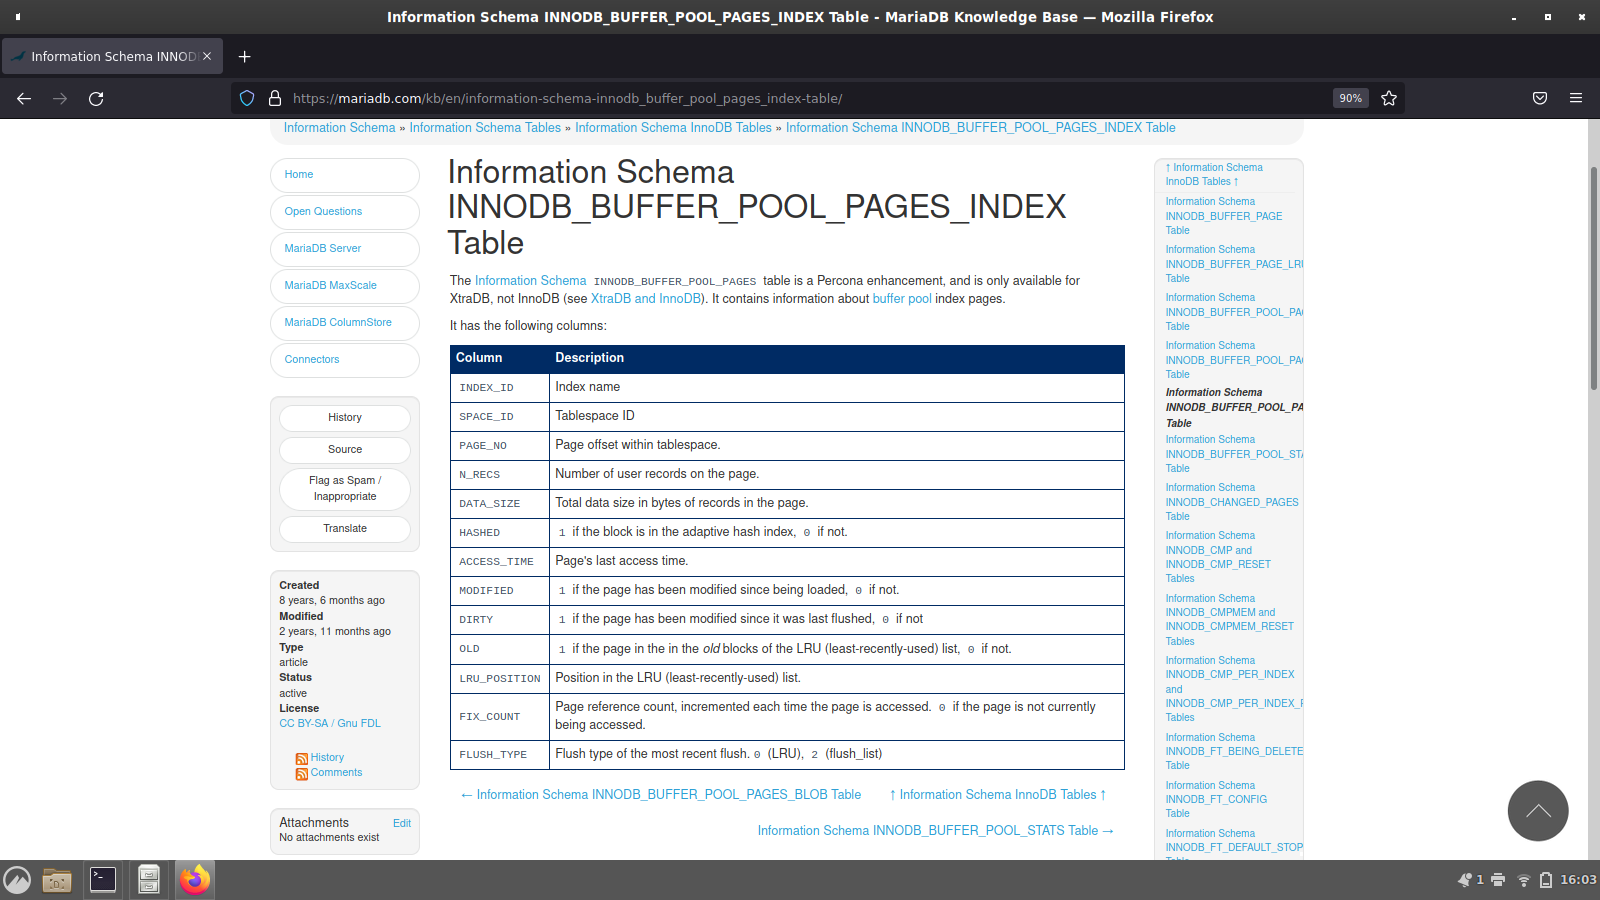 Information Schema INNODB_BUFFER_POOL_PAGES_INDEX Table - MariaDB Knowledge Base — Mozilla Firefox
Information Schema INNOD
https://mariadb.com/kb/en/information-schema-innodb_buffer_pool_pages_index-table/
90%
Information Schema » Information Schema Tables » Information Schema InnoDB Tables » Information Schema INNODB_BUFFER_POOL_PAGES_INDEX Table
Home
Open Questions
MariaDB Server
MariaDB MaxScale
MariaDB ColumnStore
Connectors
History
Source
Flag as Spam /
Inappropriate
Translate
Created
8 years, 6 months ago
Modified
2 years, 11 months ago
Type
article
Status
active
License
CC BY-SA / Gnu FDL
History
Comments
Attachments Edit
No attachments exist
Information Schema
INNODB_BUFFER_POOL_PAGES_INDEX
Table
The Information Schema INNODB_BUFFER_POOL_PAGES table is a Percona enhancement, and is only available for
XtraDB, not InnoDB (see XtraDB and InnoDB). It contains information about buffer pool index pages.
It has the following columns:
Column Description
INDEX_ID Index name
SPACE_ID Tablespace ID
PAGE_NO Page offset within tablespace.
N_RECS Number of user records on the page.
DATA_SIZE Total data size in bytes of records in the page.
HASHED 1 if the block is in the adaptive hash index, 0 if not.
ACCESS_TIME Page's last access time.
MODIFIED 1 if the page has been modified since being loaded, 0 if not.
DIRTY 1 if the page has been modified since it was last flushed, 0 if not
OLD 1 if the page in the in the old blocks of the LRU (least-recently-used) list, 0 if not.
LRU_POSITION Position in the LRU (least-recently-used) list.
FIX_COUNT Page reference count, incremented each time the page is accessed. 0 if the page is not currently
being accessed.
FLUSH_TYPE Flush type of the most recent flush. 0 (LRU), 2 (flush_list)
← Information Schema INNODB_BUFFER_POOL_PAGES_BLOB Table ↑ Information Schema InnoDB Tables ↑
Information Schema INNODB_BUFFER_POOL_STATS Table →
↑ Information Schema
InnoDB Tables ↑
Information Schema
INNODB_BUFFER_PAGE
Table
Information Schema
INNODB_BUFFER_PAGE_LRU
Table
Information Schema
INNODB_BUFFER_POOL_PAG
Table
Information Schema
INNODB_BUFFER_POOL_PAG
Table
Information Schema
INNODB_BUFFER_POOL_PA
Table
Information Schema
INNODB_BUFFER_POOL_STA
Table
Information Schema
INNODB_CHANGED_PAGES
Table
Information Schema
INNODB_CMP and
INNODB_CMP_RESET
Tables
Information Schema
INNODB_CMPMEM and
INNODB_CMPMEM_RESET
Tables
Information Schema
INNODB_CMP_PER_INDEX
and
INNODB_CMP_PER_INDEX_R
Tables
Information Schema
INNODB_FT_BEING_DELETE
Table
Information Schema
INNODB_FT_CONFIG
Table
Information Schema
INNODB_FT_DEFAULT_STOP
1
16:03